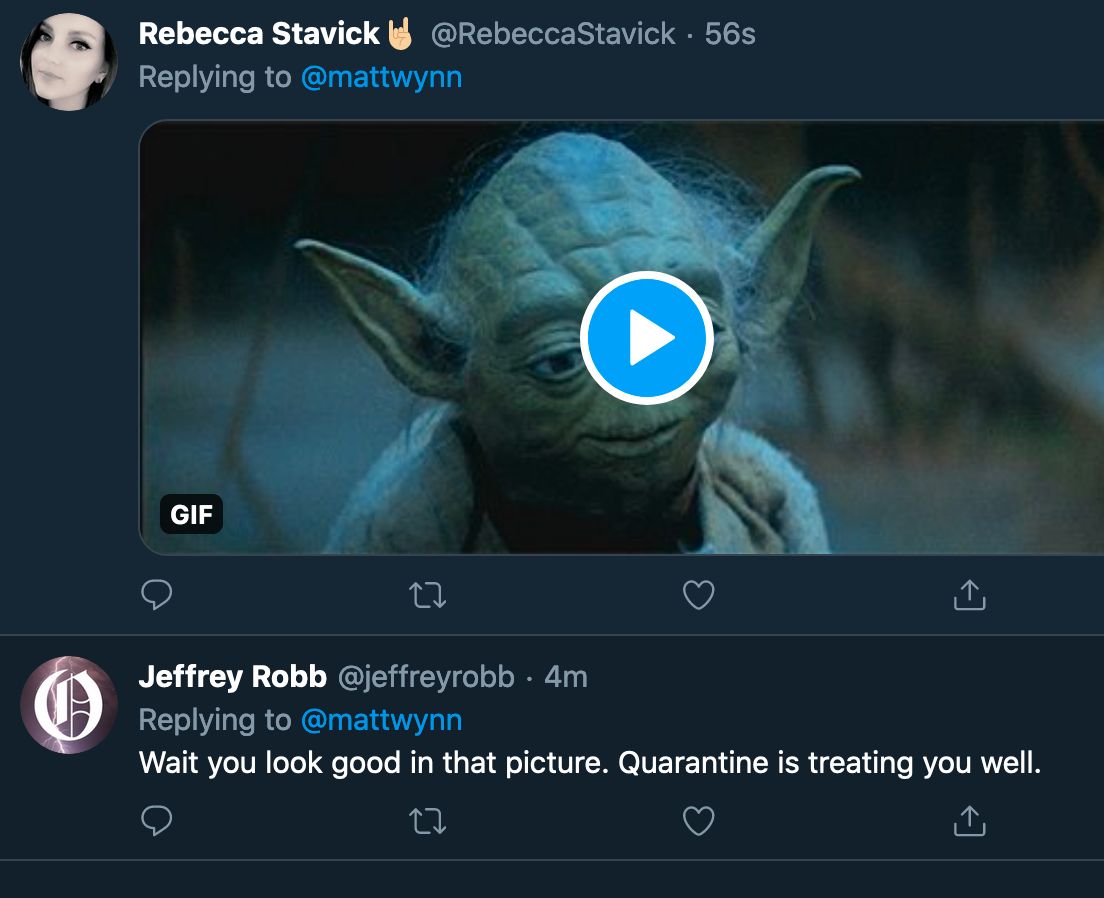 Rebecca Stavick🤘🏼 @RebeccaStavick · 56s
Replying to @mattwynn
GIF
Jeffrey Robb @jeffreyrobb · 4m
Replying to @mattwynn
Wait you look good in that picture. Quarantine is treating you well.